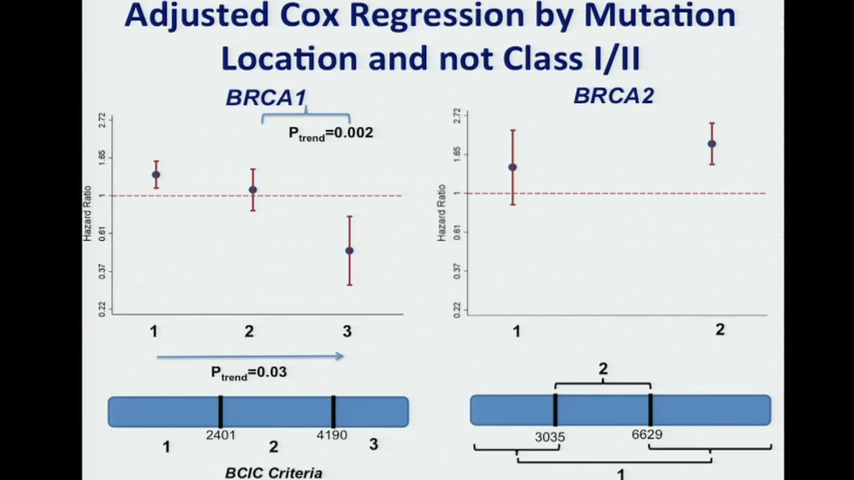 Adjusted Cox Regression by Mutation
Location and not Class I/II
BRCA1
Ptrend=0.002
Hazard Ratio
2.72
1.65
1
0.61
0.37
0.22
1 2 3
Ptrend=0.03
2401 4190
1 2 3
BCIC Criteria
BRCA2
Hazard Ratio
2.72
1.65
1
0.61
0.37
0.22
1 2
2
3035 6629
1